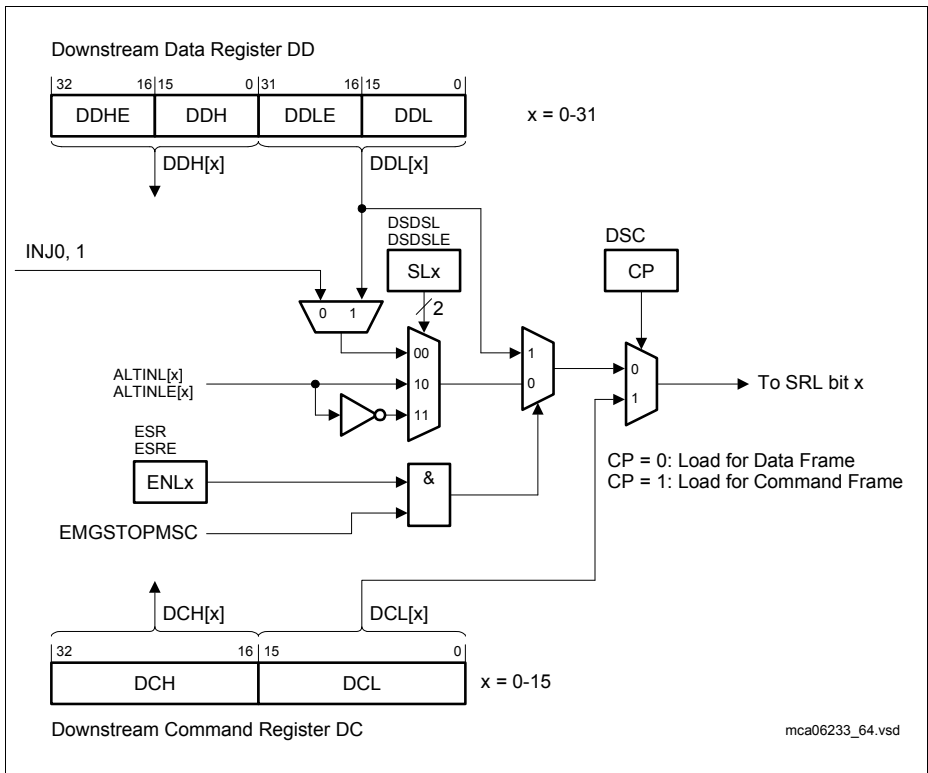 Downstream Data Register DD
32 16 15 0 31 16 15 0
DDHE DDH DDLE DDL x = 0-31
DDH[x] DDL[x]
INJ0, 1
DSDSL
DSDSLE
SLx
2
DSC
CP
0 1
00
10
11
1
0
0
1
ALTINL[x]
ALTINLE[x]
To SRL bit x
ESR
ESRE
ENLx
&
EMGSTOPMSC
CP = 0: Load for Data Frame
CP = 1: Load for Command Frame
DCH[x] DCL[x]
32 16 15 0
DCH DCL x = 0-15
Downstream Command Register DC
mca06233_64.vsd